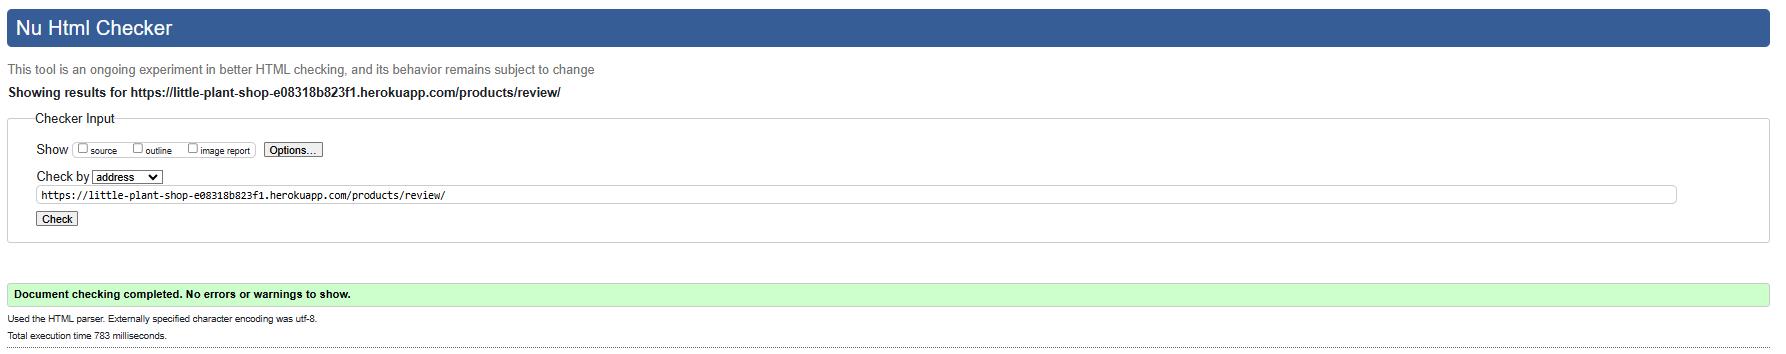 Nu Html Checker
This tool is an ongoing experiment in better HTML checking, and its behavior remains subject to change
Showing results for https://little-plant-shop-e08318b823f1.herokuapp.com/products/review/
Checker Input
Show source outline image report Options...
Check by address
https://little-plant-shop-e08318b823f1.herokuapp.com/products/review/
Check
Document checking completed. No errors or warnings to show.
Used the HTML parser. Externally specified character encoding was utf-8.
Total execution time 783 milliseconds.